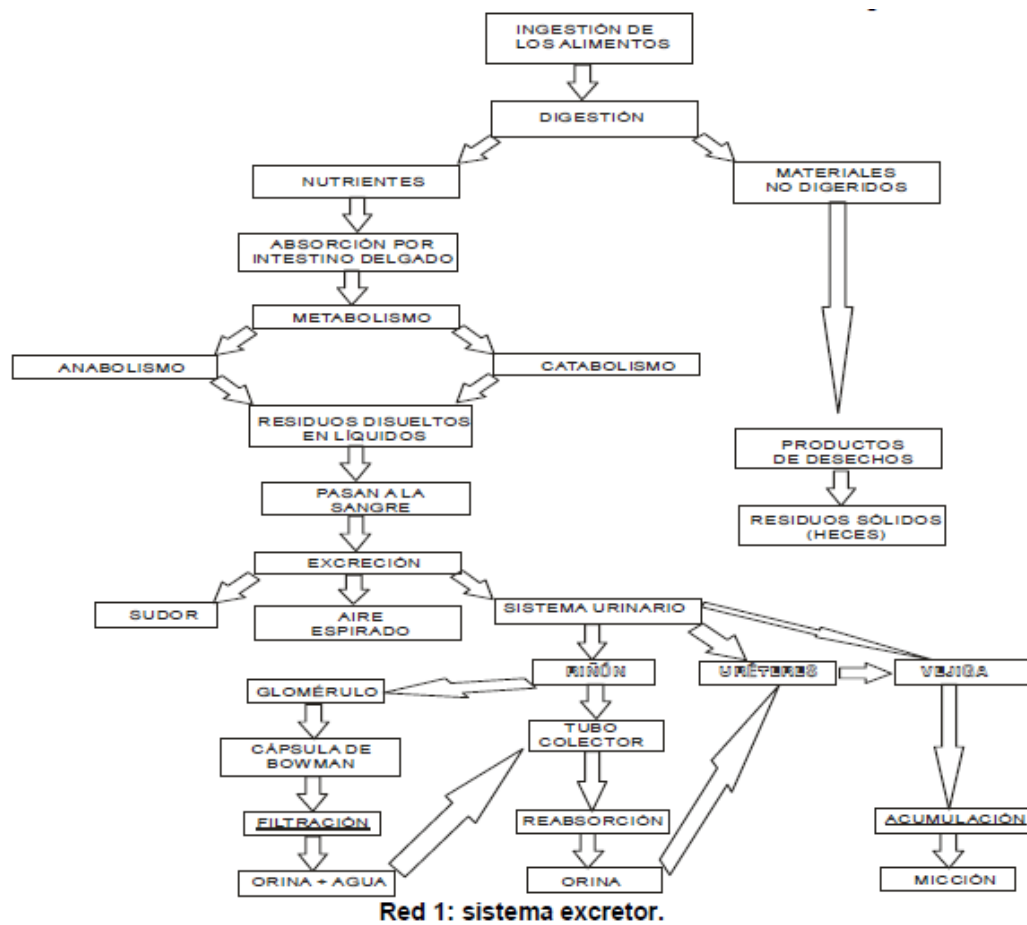 INGESTIÓN DE
LOS ALIMENTOS
DIGESTIÓN
NUTRIENTES
MATERIALES
NO DIGERIDOS
ABSORCIÓN POR
INTESTINO DELGADO
METABOLISMO
ANABOLISMO
CATABOLISMO
RESIDUOS DISUELTOS
EN LÍQUIDOS
PRODUCTOS
DE DESECHOS
PASAN A LA
SANGRE
RESIDUOS SÓLIDOS
(HECES)
EXCRECIÓN
SUDOR
AIRE
ESPIRADO
SISTEMA URINARIO
RIÑÓN
URÉTERES
VEJIGA
GLOMÉRULO
TUBO
COLECTOR
CÁPSULA DE
BOWMAN
FILTRACIÓN
REABSORCIÓN
ACUMULACIÓN
ORINA + AGUA
ORINA
MICCIÓN
Red 1: sistema excretor.